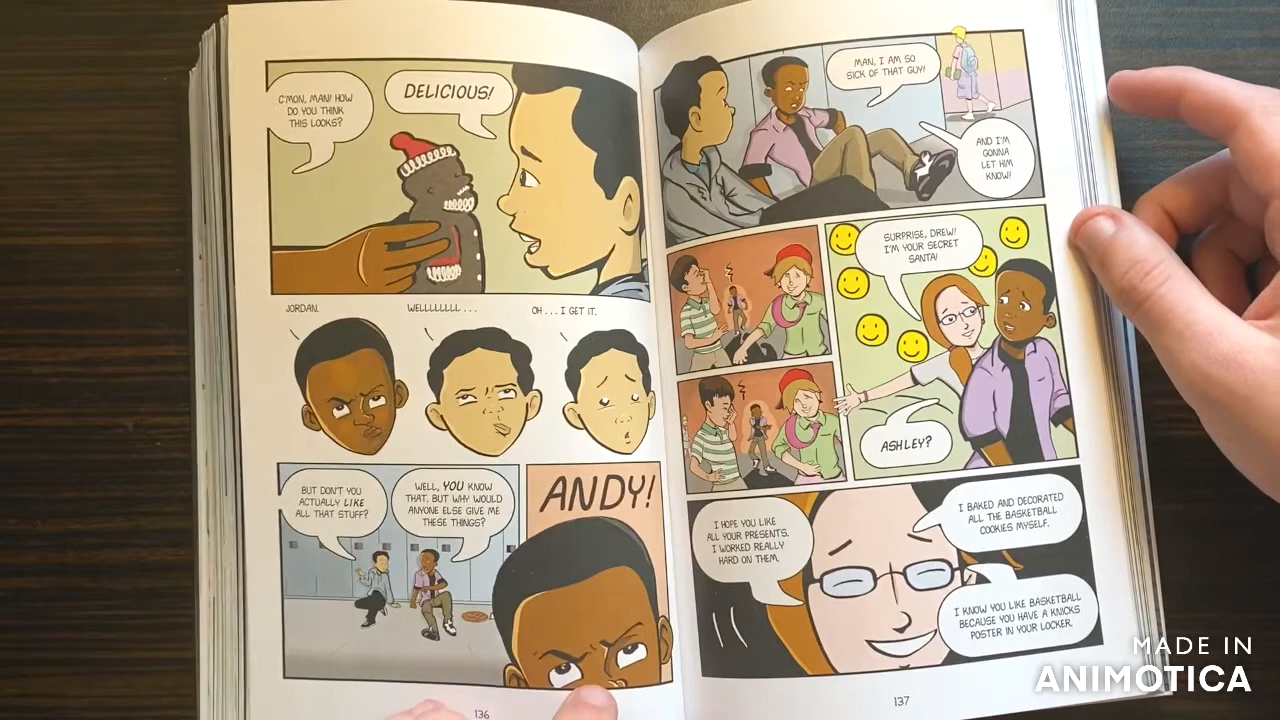 C'MON, MAN! HOW
DO YOU THINK
THIS LOOKS?
DELICIOUS!
JORDAN.
WELLLLLLLL . . .
OH . . . I GET IT.
BUT DON'T YOU
ACTUALLY LIKE
ALL THAT STUFF?
WELL, YOU KNOW
THAT. BUT WHY WOULD
ANYONE ELSE GIVE ME
THESE THINGS?
ANDY!
136
MAN, I AM SO
SICK OF THAT GUY!
AND I'M
GONNA
LET HIM
KNOW!
SURPRISE, DREW!
I'M YOUR SECRET
SANTA!
ASHLEY?
I HOPE YOU LIKE
ALL YOUR PRESENTS.
I WORKED REALLY
HARD ON THEM.
I BAKED AND DECORATED
ALL THE BASKETBALL
COOKIES MYSELF.
I KNOW YOU LIKE BASKETBALL
BECAUSE YOU HAVE A KNICKS
POSTER IN YOUR LOCKER.
137
MADE IN
ANIMOTICA